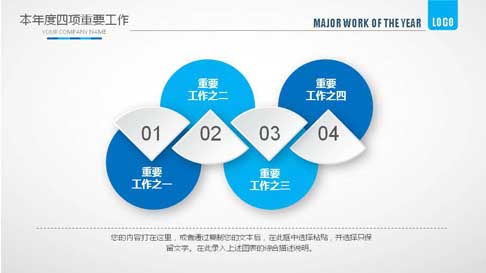 本年度四项重要工作
YOUR COMPANY NAME
MAJOR WORK OF THE YEAR
LOGO
重要
工作之二
重要
工作之四
01
02
03
04
重要
工作之一
重要
工作之三
您的内容打在这里，或者通过复制您的文本后，在此框中选择粘贴，并选择只保
留文字。在此录入上述图表的综合描述说明。